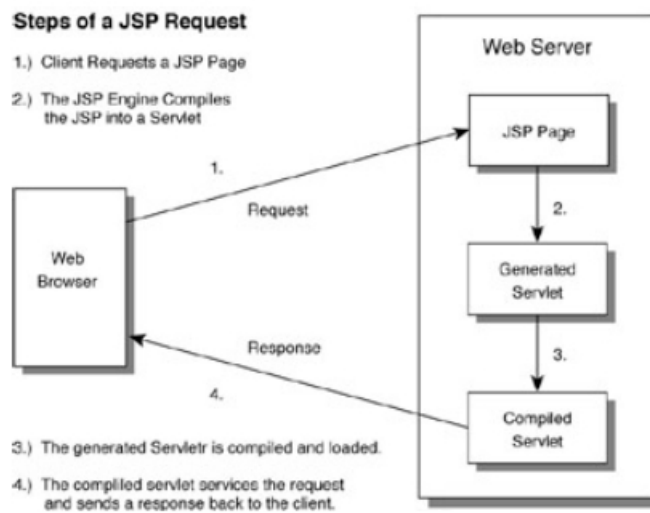 Steps of a JSP Request
1.) Client Requests a JSP Page
2.) The JSP Engine Compiles
the JSP into a Servlet
Web Server
JSP Page
1.
Request
2.
Web
Browser
Generated
Servlet
Response
3.
4.
Compiled
Servlet
3.) The generated Servletr is compiled and loaded.
4.) The compliled servlet services the request
and sends a response back to the client.